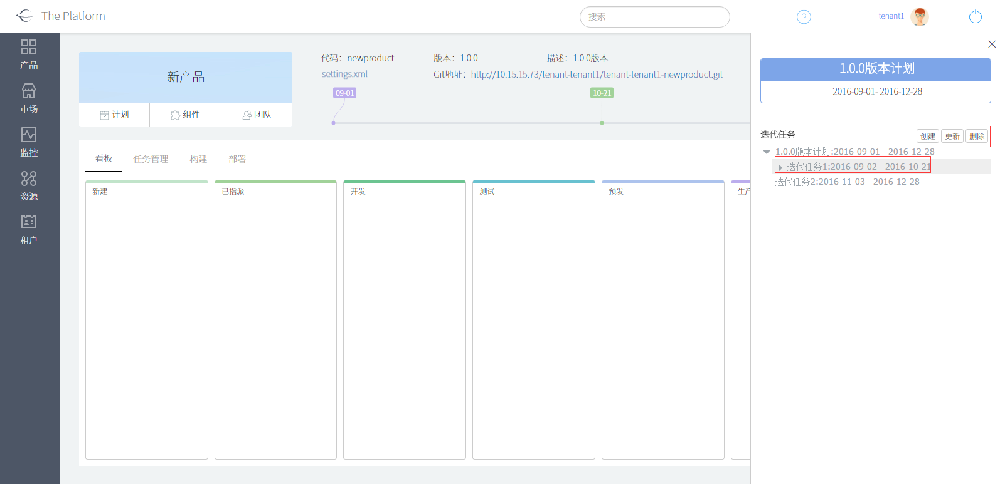 The Platform
搜索
?
tenant1
产品
市场
监控
资源
租户
新产品
计划
组件
团队
代码：newproduct
版本：1.0.0
描述：1.0.0版本
settings.xml
Git地址：http://10.15.15.73/tenant-tenant1/tenant-tenant1-newproduct.git
09-01
10-21
看板
任务管理
构建
部署
新建
已指派
开发
测试
预发
生产
1.0.0版本计划
2016-09-01- 2016-12-28
迭代任务
创建
更新
删除
1.0.0版本计划:2016-09-01 - 2016-12-28
迭代任务1:2016-09-02 - 2016-10-21
迭代任务2:2016-11-03 - 2016-12-28